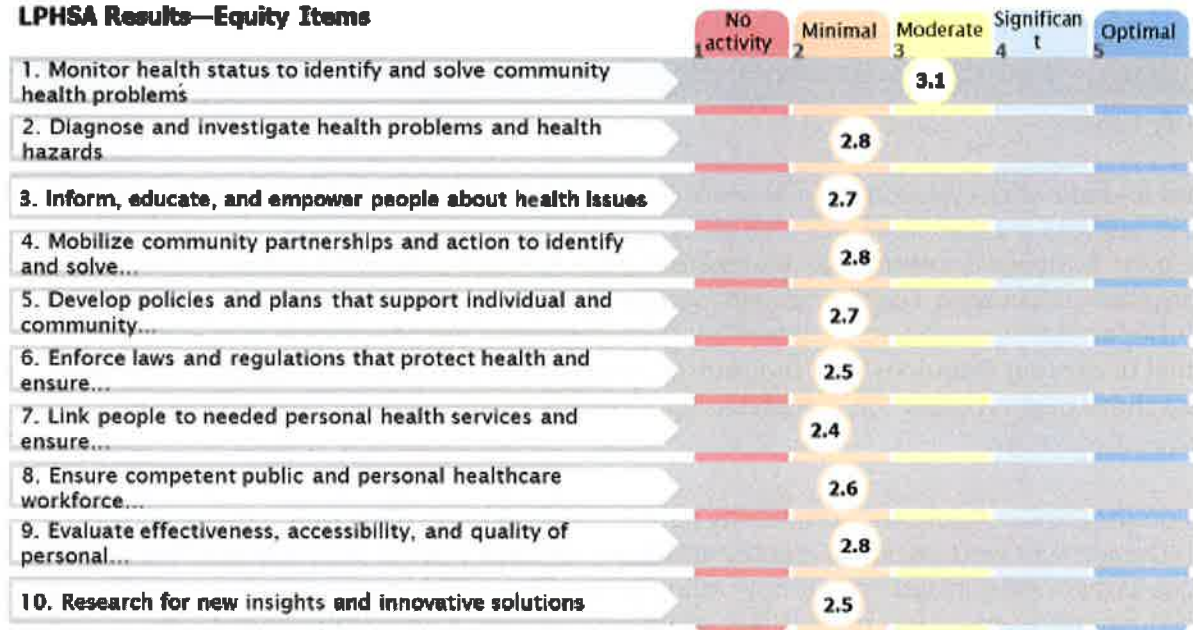 LPHSA Results—Equity Items
No
activity
1
Minimal
2
Moderate
3
Significan
t
4
Optimal
5
1. Monitor health status to identify and solve community
health problems
3.1
2. Diagnose and investigate health problems and health
hazards
2.8
3. Inform, educate, and empower people about health issues
2.7
4. Mobilize community partnerships and action to identify
and solve...
2.8
5. Develop policies and plans that support individual and
community...
2.7
6. Enforce laws and regulations that protect health and
ensure...
2.5
7. Link people to needed personal health services and
ensure...
2.4
8. Ensure competent public and personal healthcare
workforce...
2.6
9. Evaluate effectiveness, accessibility, and quality of
personal...
2.8
10. Research for new insights and innovative solutions
2.5